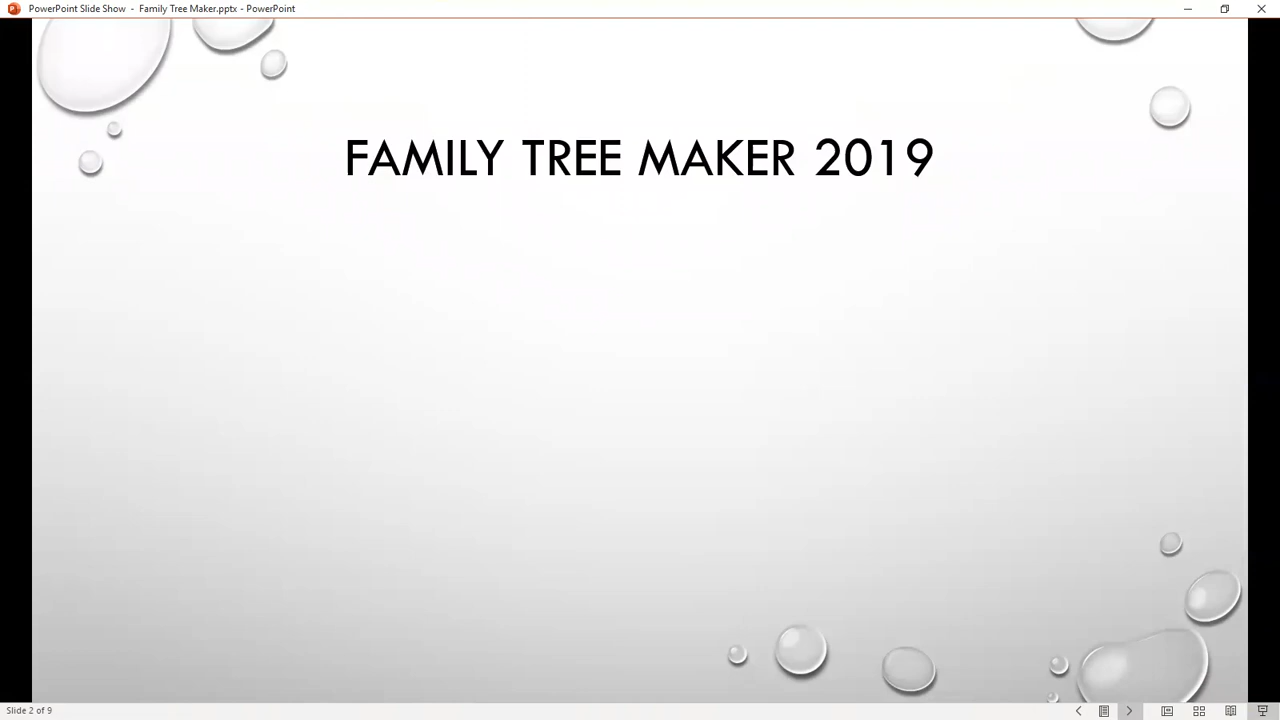 PowerPoint Slide Show - Family Tree Maker.pptx - PowerPoint
FAMILY TREE MAKER 2019
Slide 2 of 9